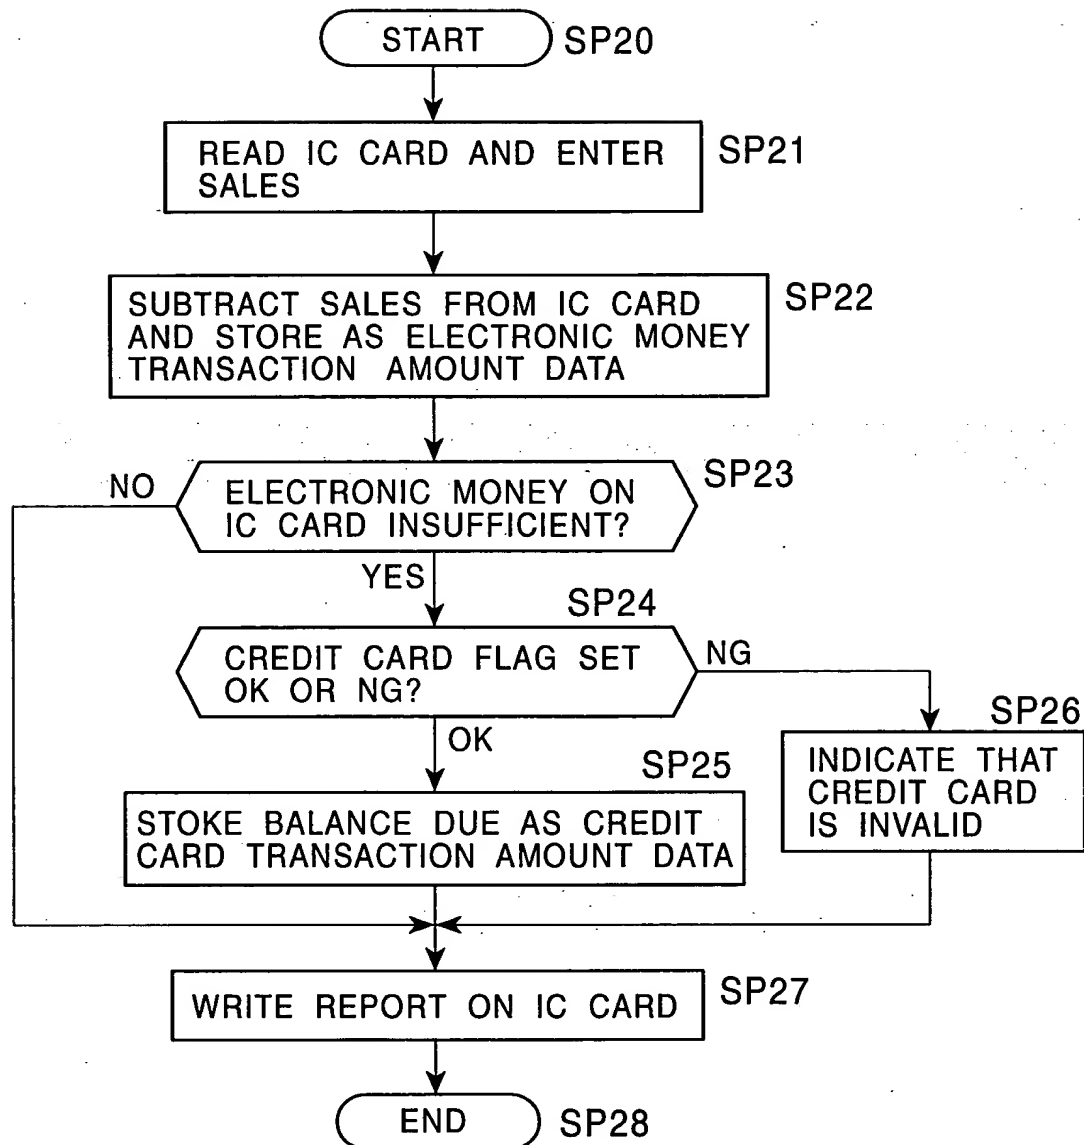 START SP20
READ IC CARD AND ENTER SP21
SALES
SUBTRACT SALES FROM IC CARD SP22
AND STORE AS ELECTRONIC MONEY
TRANSACTION AMOUNT DATA
SP23
NO ELECTRONIC MONEY ON
IC CARD INSUFFICIENT?
YES
SP24
CREDIT CARD FLAG SET NG
OK OR NG?
OK
SP26
SP25
INDICATE THAT
CREDIT CARD
IS INVALID
STOKE BALANCE DUE AS CREDIT
CARD TRANSACTION AMOUNT DATA
WRITE REPORT ON IC CARD SP27
END SP28